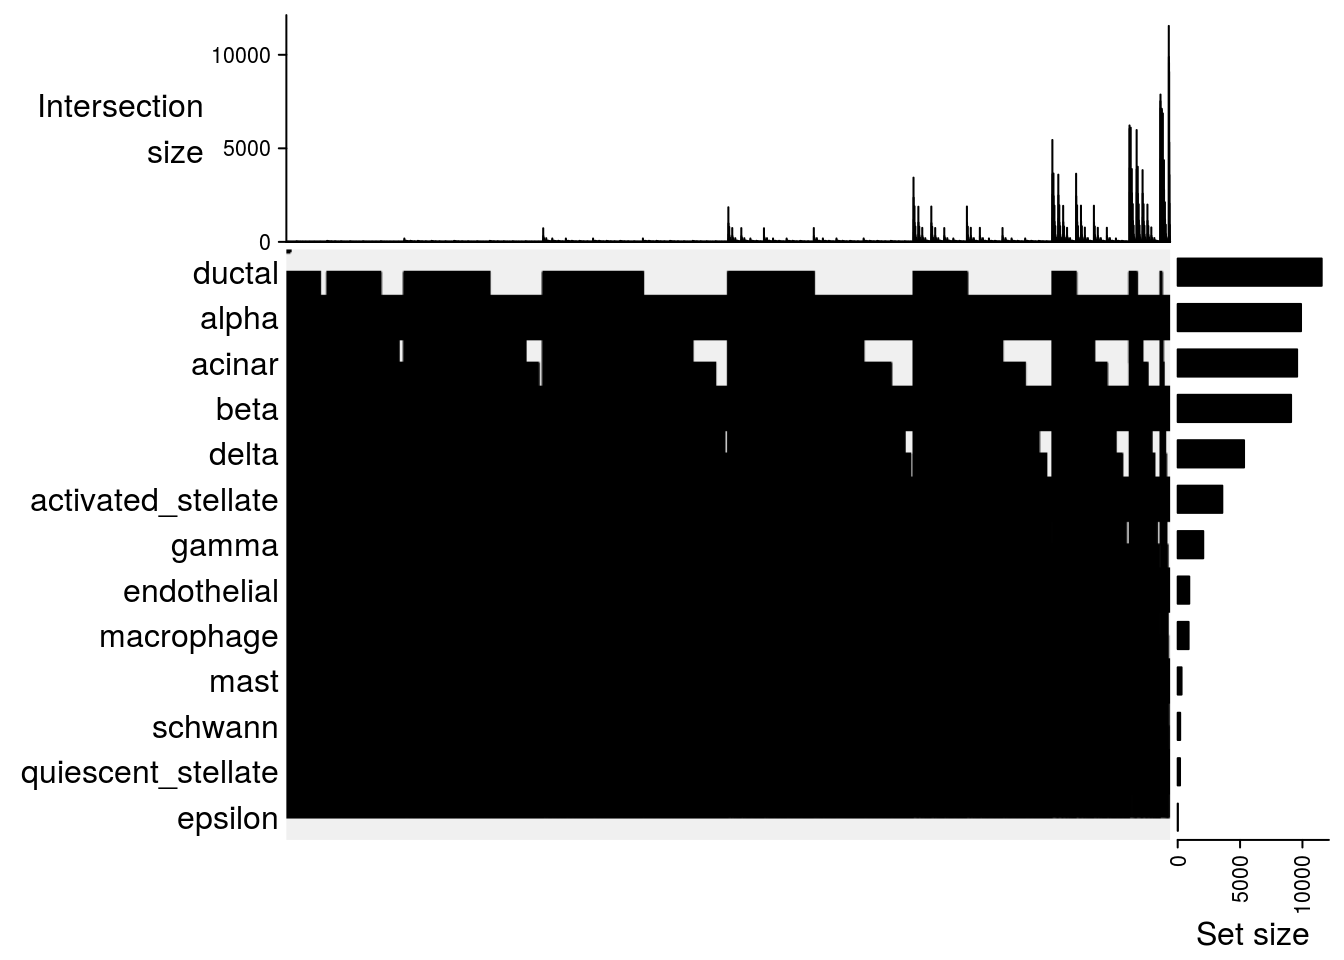 10000
Intersection
size
5000
0
ductal
alpha
acinar
beta
delta
activated_stellate
gamma
endothelial
macrophage
mast
schwann
quiescent_stellate
epsilon
0
5000
10000
Set size